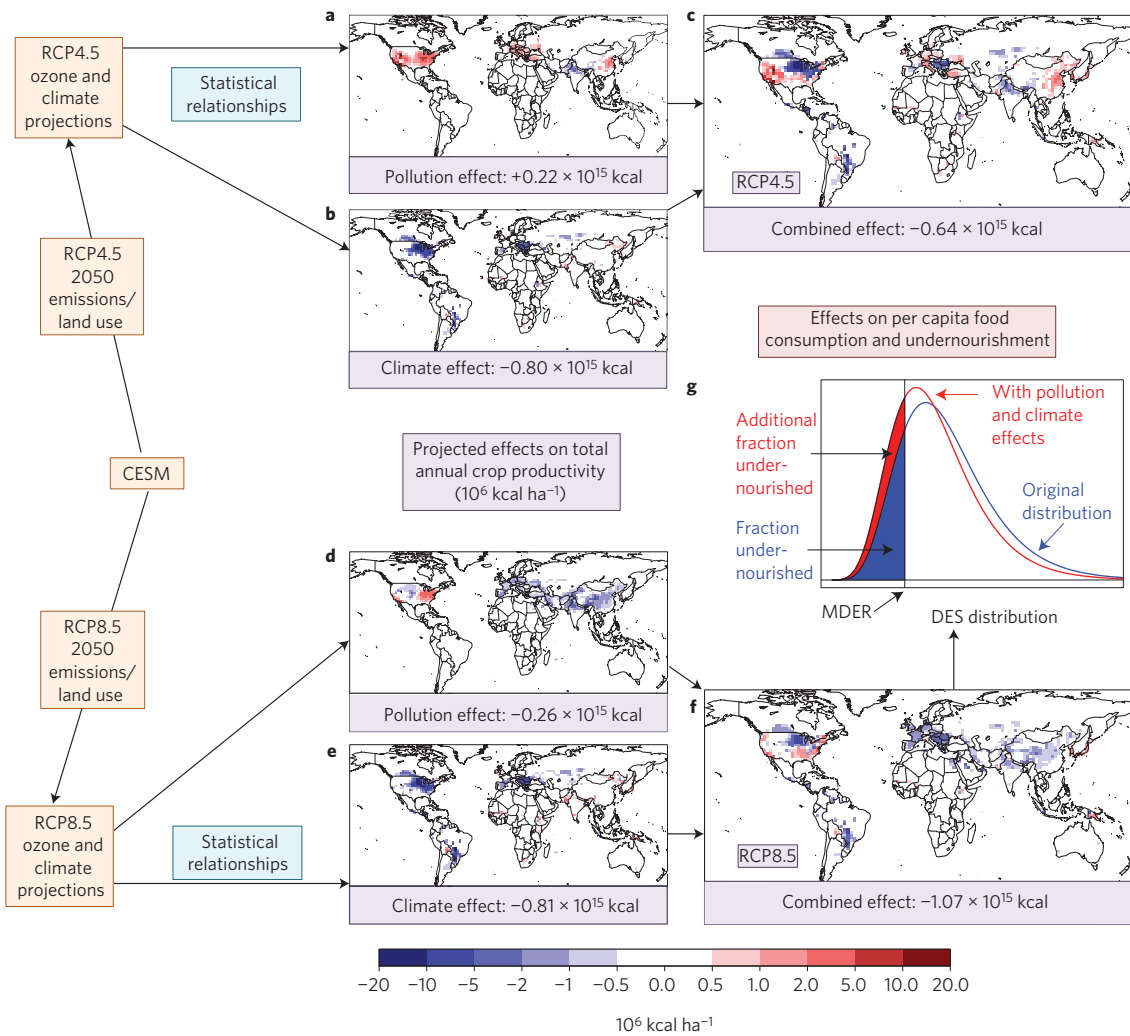 a
c
RCP4.5
ozone and
climate
projections
Statistical
relationships
Pollution effect: +0.22 × 10¹⁵ kcal
b
RCP4.5
Combined effect: −0.64 × 10¹⁵ kcal
RCP4.5
2050
emissions/
land use
Climate effect: −0.80 × 10¹⁵ kcal
Effects on per capita food
consumption and undernourishment
g
With pollution
and climate
effects
Additional
fraction
under-
nourished
Original
distribution
Fraction
under-
nourished
MDER
DES distribution
Projected effects on total
annual crop productivity
(10⁶ kcal ha⁻¹)
CESM
d
RCP8.5
2050
emissions/
land use
Pollution effect: −0.26 × 10¹⁵ kcal
f
e
RCP8.5
ozone and
climate
projections
Statistical
relationships
RCP8.5
Climate effect: −0.81 × 10¹⁵ kcal
Combined effect: −1.07 × 10¹⁵ kcal
−20 −10 −5 −2 −1 −0.5 0.0 0.5 1.0 2.0 5.0 10.0 20.0
10⁶ kcal ha⁻¹